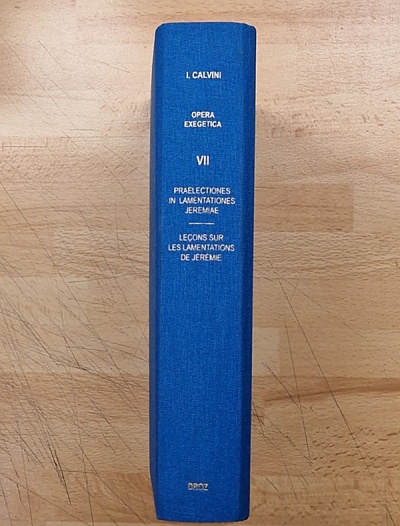 I. CALVINI
OPERA
EXEGETICA
VII
PRAELECTIONES
IN LAMENTATIONES
JEREMIAE
LEÇONS SUR
LES LAMENTATIONS
DE JÉRÉMIE
DROZ